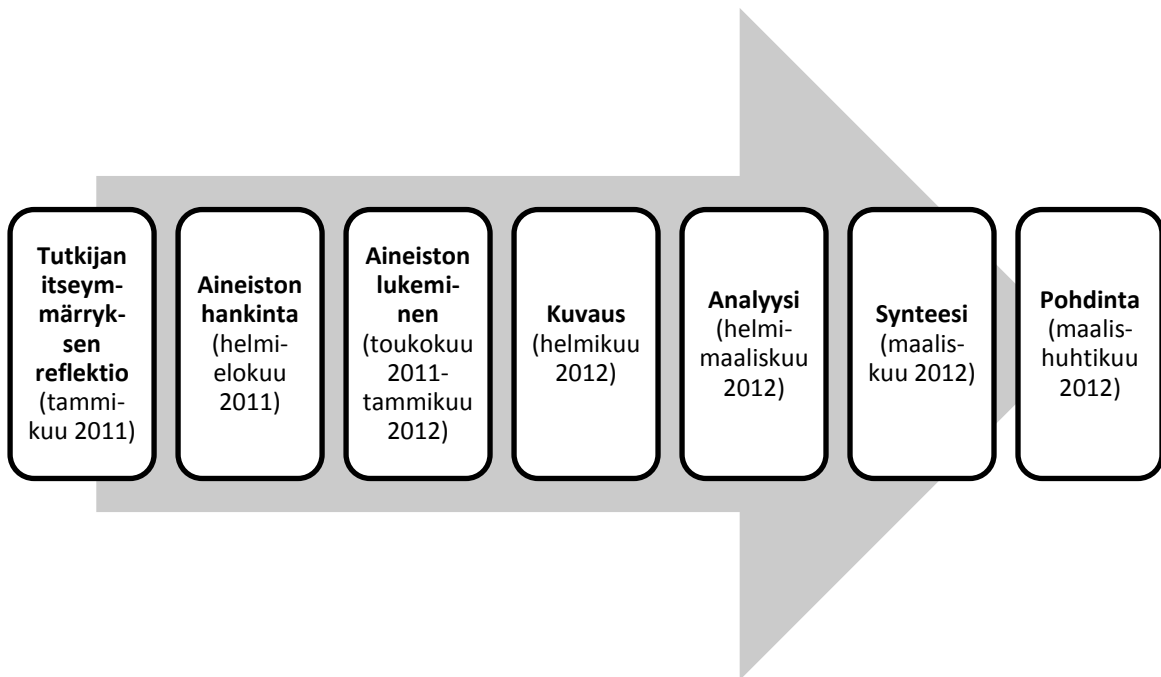 Tutkijan
itseym-
märryk-
sen
reflektio
(tammi-
kuu 2011)
Aineiston
hankinta
(helmi-
elokuu
2011)
Aineiston
lukemi-
nen
(toukokuu
2011-
tammikuu
2012)
Kuvaus
(helmikuu
2012)
Analyysi
(helmi-
maaliskuu
2012)
Synteesi
(maalis-
kuu 2012)
Pohdinta
(maalis-
huhtikuu
2012)